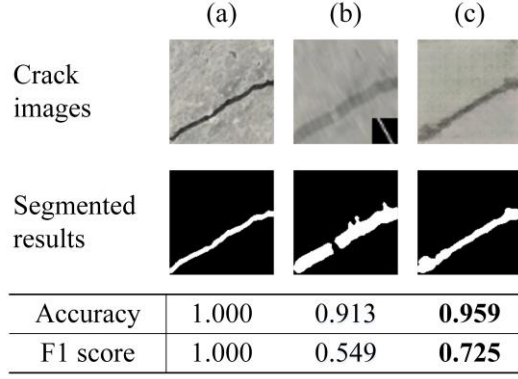 (a) (b) (c)
Crack
images
Segmented
results
Accuracy 1.000 0.913 0.959
F1 score 1.000 0.549 0.725